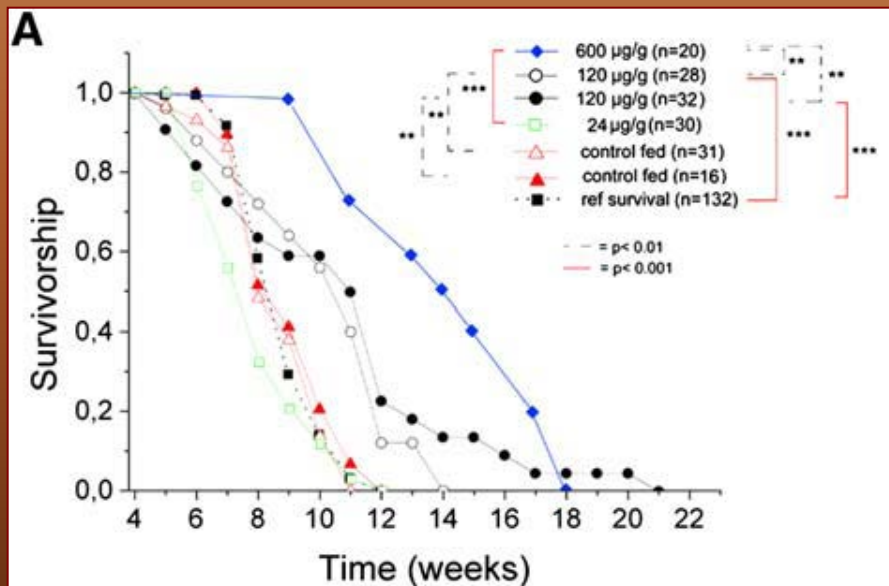 A
600 µg/g (n=20)
120 µg/g (n=28)
120 µg/g (n=32)
24 µg/g (n=30)
control fed (n=31)
control fed (n=16)
ref survival (n=132)
***
**
**
**
**
***
***
= p< 0.01
= p< 0.001
1,0
0,8
0,6
0,4
0,2
0,0
Survivorship
4 6 8 10 12 14 16 18 20 22
Time (weeks)